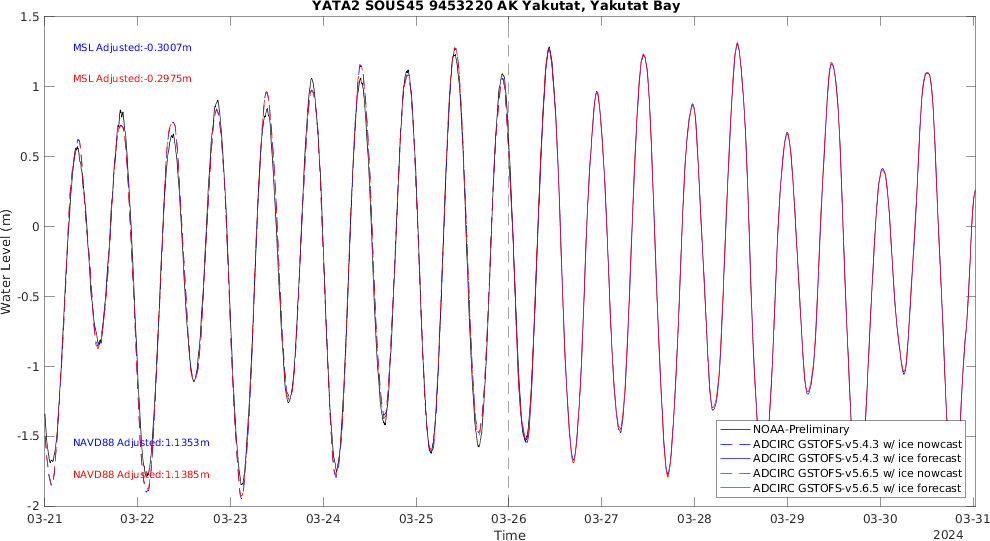 YATA2 SOUS45 9453220 AK Yakutat, Yakutat Bay
1.5
MSL Adjusted:-0.3007m
MSL Adjusted:-0.2975m
1
0.5
0
Water Level (m)
-0.5
-1
-1.5
NAVD88 Adjusted:1.1353m
NAVD88 Adjusted:1.1385m
-2
NOAA-Preliminary
ADCIRC GSTOFS-v5.4.3 w/ ice nowcast
ADCIRC GSTOFS-v5.4.3 w/ ice forecast
ADCIRC GSTOFS-v5.6.5 w/ ice nowcast
ADCIRC GSTOFS-v5.6.5 w/ ice forecast
03-21 03-22 03-23 03-24 03-25 03-26 03-27 03-28 03-29 03-30 03-31
Time
2024